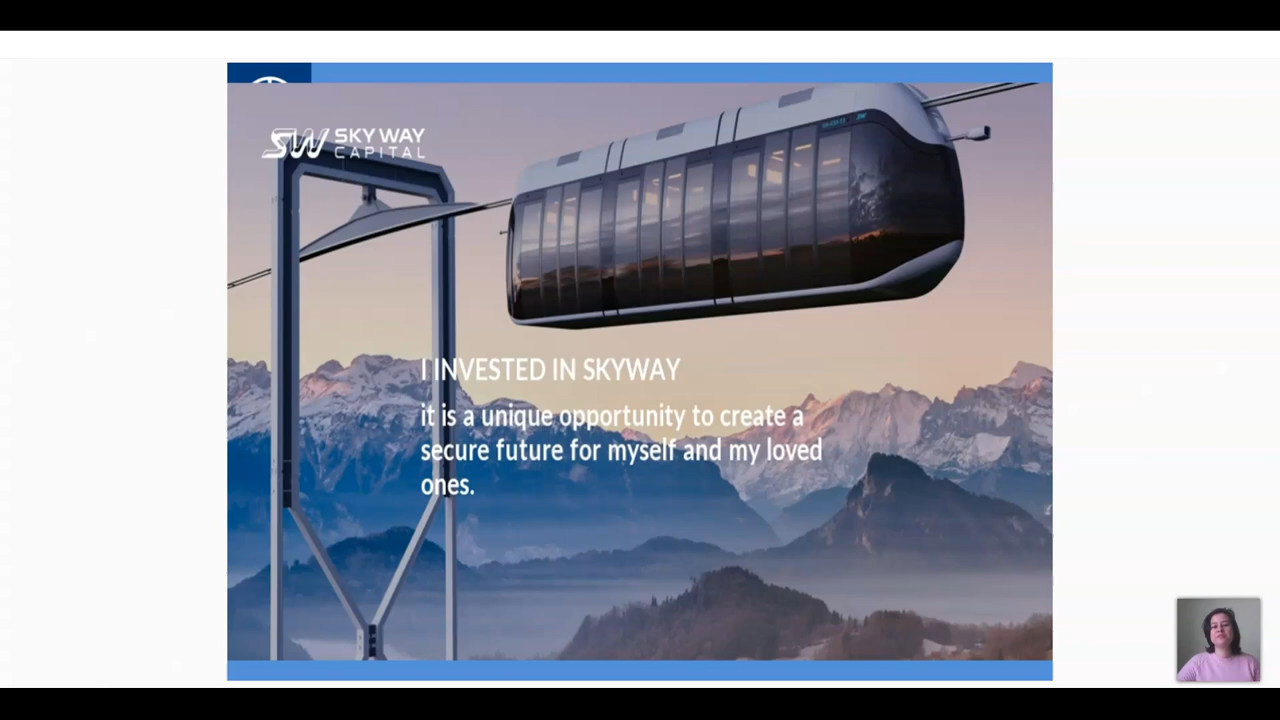 SKY WAY
CAPITAL
I INVESTED IN SKYWAY
it is a unique opportunity to create a
secure future for myself and my loved
ones.